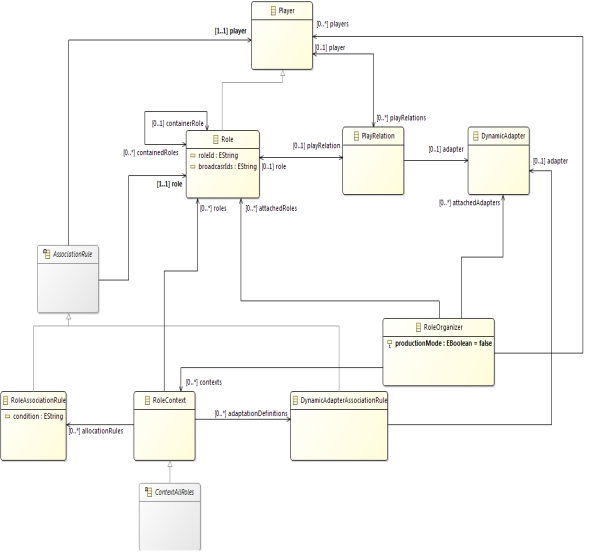 Player
[0..*] players
[1..1] player
[0..1] player
[0..*] playRelations
[0..1] containerRole
Role
[0..1] playRelation
PlayRelation
DynamicAdapter
[0..*] containedRoles
roleId : EString
broadcastIds : EString
[0..1] role
[0..1] adapter
[0..1] adapter
[1..1] role
[0..*] roles
[0..*] attachedRoles
[0..*] attachedAdapters
AssociationRule
RoleOrganizer
productionMode : EBoolean = false
[0..*] contexts
RoleAssociationRule
condition : EString
RoleContext
DynamicAdapterAssociationRule
[0..*] adaptationDefinitions
[0..*] allocationRules
ContextAllRoles